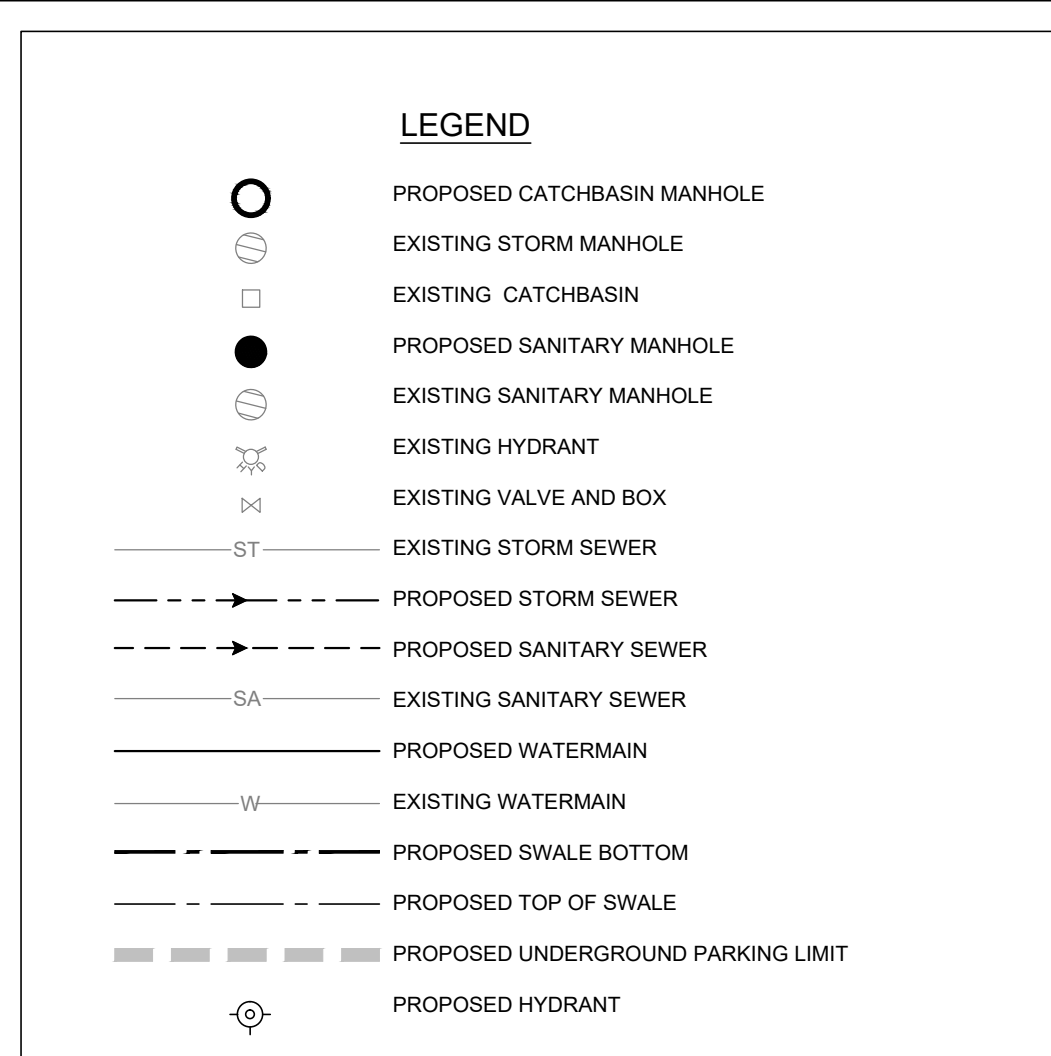 LEGEND
PROPOSED CATCHBASIN MANHOLE
EXISTING STORM MANHOLE
EXISTING CATCHBASIN
PROPOSED SANITARY MANHOLE
EXISTING SANITARY MANHOLE
HYD EXISTING HYDRANT
EXISTING VALVE AND BOX
ST EXISTING STORM SEWER
PROPOSED STORM SEWER
PROPOSED SANITARY SEWER
SA EXISTING SANITARY SEWER
PROPOSED WATERMAIN
W EXISTING WATERMAIN
PROPOSED SWALE BOTTOM
PROPOSED TOP OF SWALE
PROPOSED UNDERGROUND PARKING LIMIT
PROPOSED HYDRANT